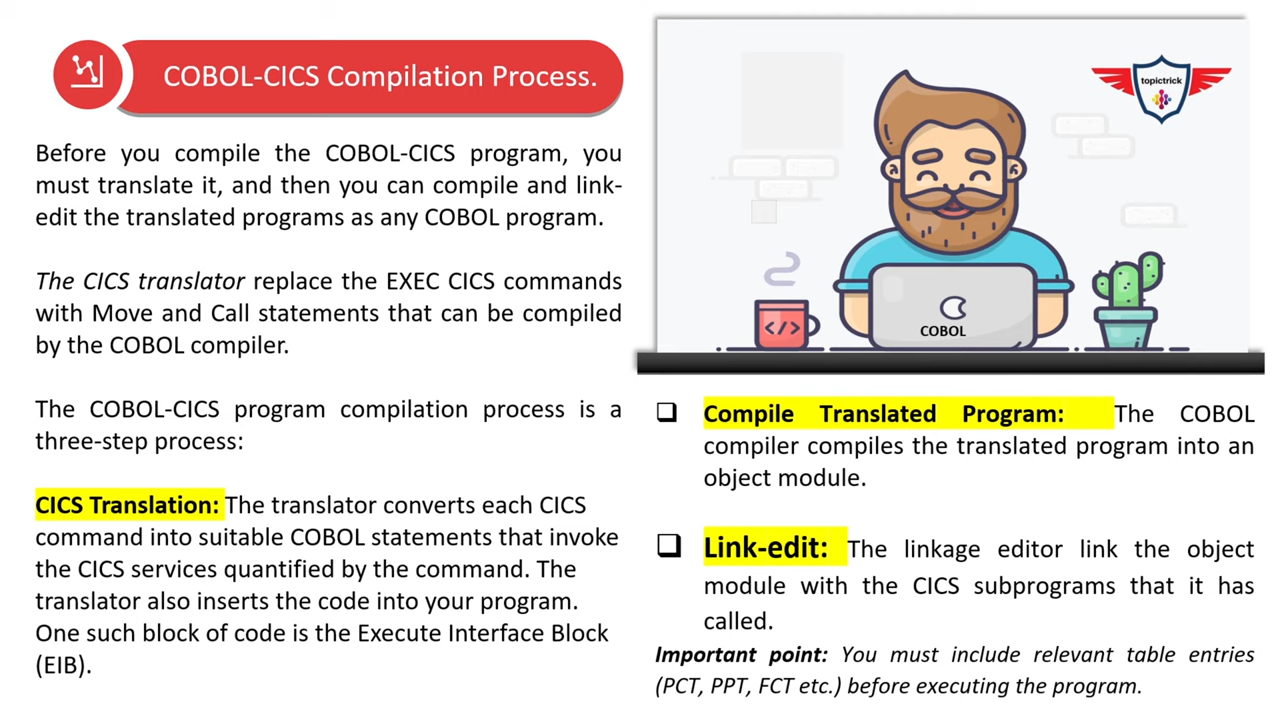 COBOL-CICS Compilation Process.
Before you compile the COBOL-CICS program, you
must translate it, and then you can compile and link-
edit the translated programs as any COBOL program.
The CICS translator replace the EXEC CICS commands
with Move and Call statements that can be compiled
by the COBOL compiler.
The COBOL-CICS program compilation process is a
three-step process:
CICS Translation: The translator converts each CICS
command into suitable COBOL statements that invoke
the CICS services quantified by the command. The
translator also inserts the code into your program.
One such block of code is the Execute Interface Block
(EIB).
topictrick
</>
COBOL
Compile Translated Program: The COBOL
compiler compiles the translated program into an
object module.
Link-edit: The linkage editor link the object
module with the CICS subprograms that it has
called.
Important point: You must include relevant table entries
(PCT, PPT, FCT etc.) before executing the program.